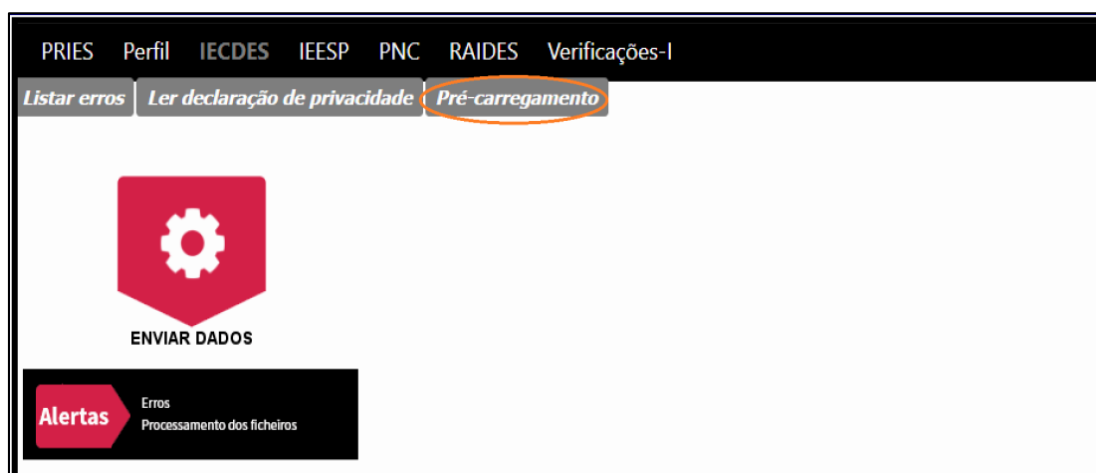 PRIES Perfil IECDES IEESP PNC RAIDES Verificações-I
Listar erros Ler declaração de privacidade Pré-carregamento
ENVIAR DADOS
Alertas
Erros
Processamento dos ficheiros